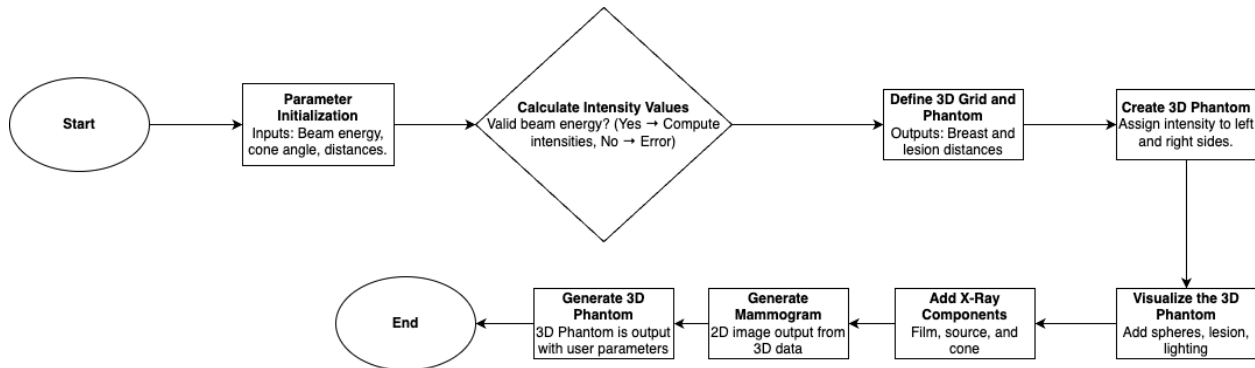 Start
Parameter
Initialization
Inputs: Beam energy,
cone angle, distances.
Calculate Intensity Values
Valid beam energy? (Yes → Compute
intensities, No → Error)
Define 3D Grid and
Phantom
Outputs: Breast and
lesion distances
Create 3D Phantom
Assign intensity to left
and right sides.
Visualize the 3D
Phantom
Add spheres, lesion,
lighting
Add X-Ray
Components
Film, source, and
cone
Generate
Mammogram
2D image output from
3D data
Generate 3D
Phantom
3D Phantom is output
with user parameters
End